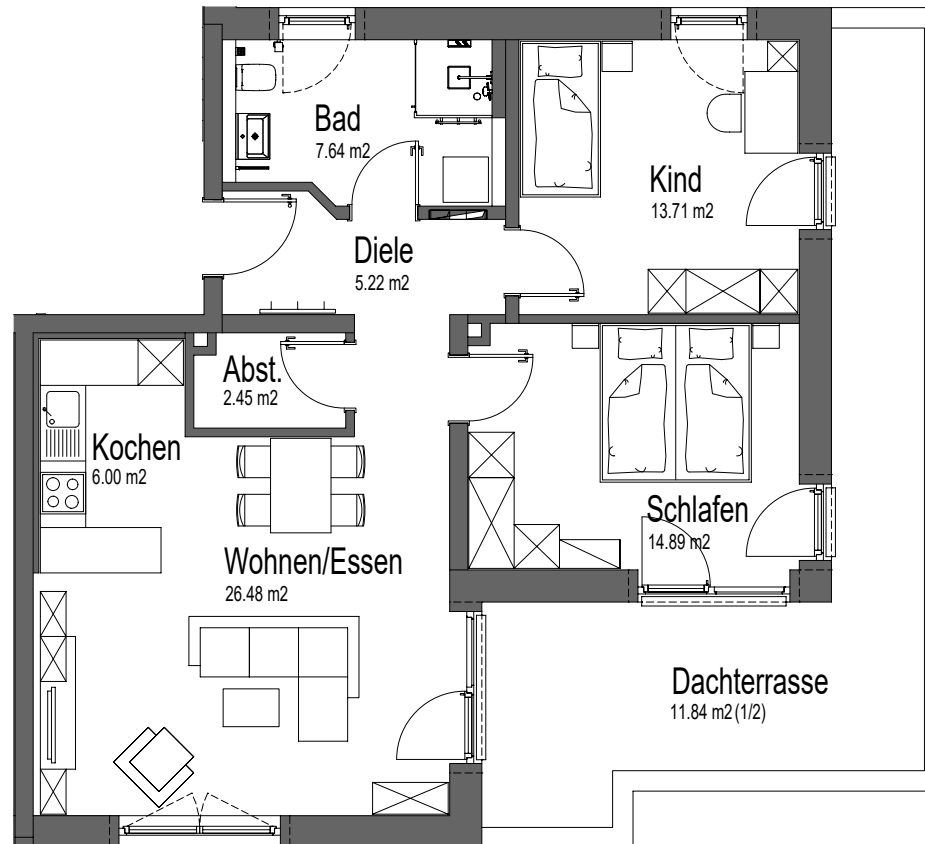 Bad
7.64 m2
Kind
13.71 m2
Diele
5.22 m2
Abst.
2.45 m2
Kochen
6.00 m2
Schlafen
14.89 m2
Wohnen/Essen
26.48 m2
Dachterrasse
11.84 m2 (1/2)